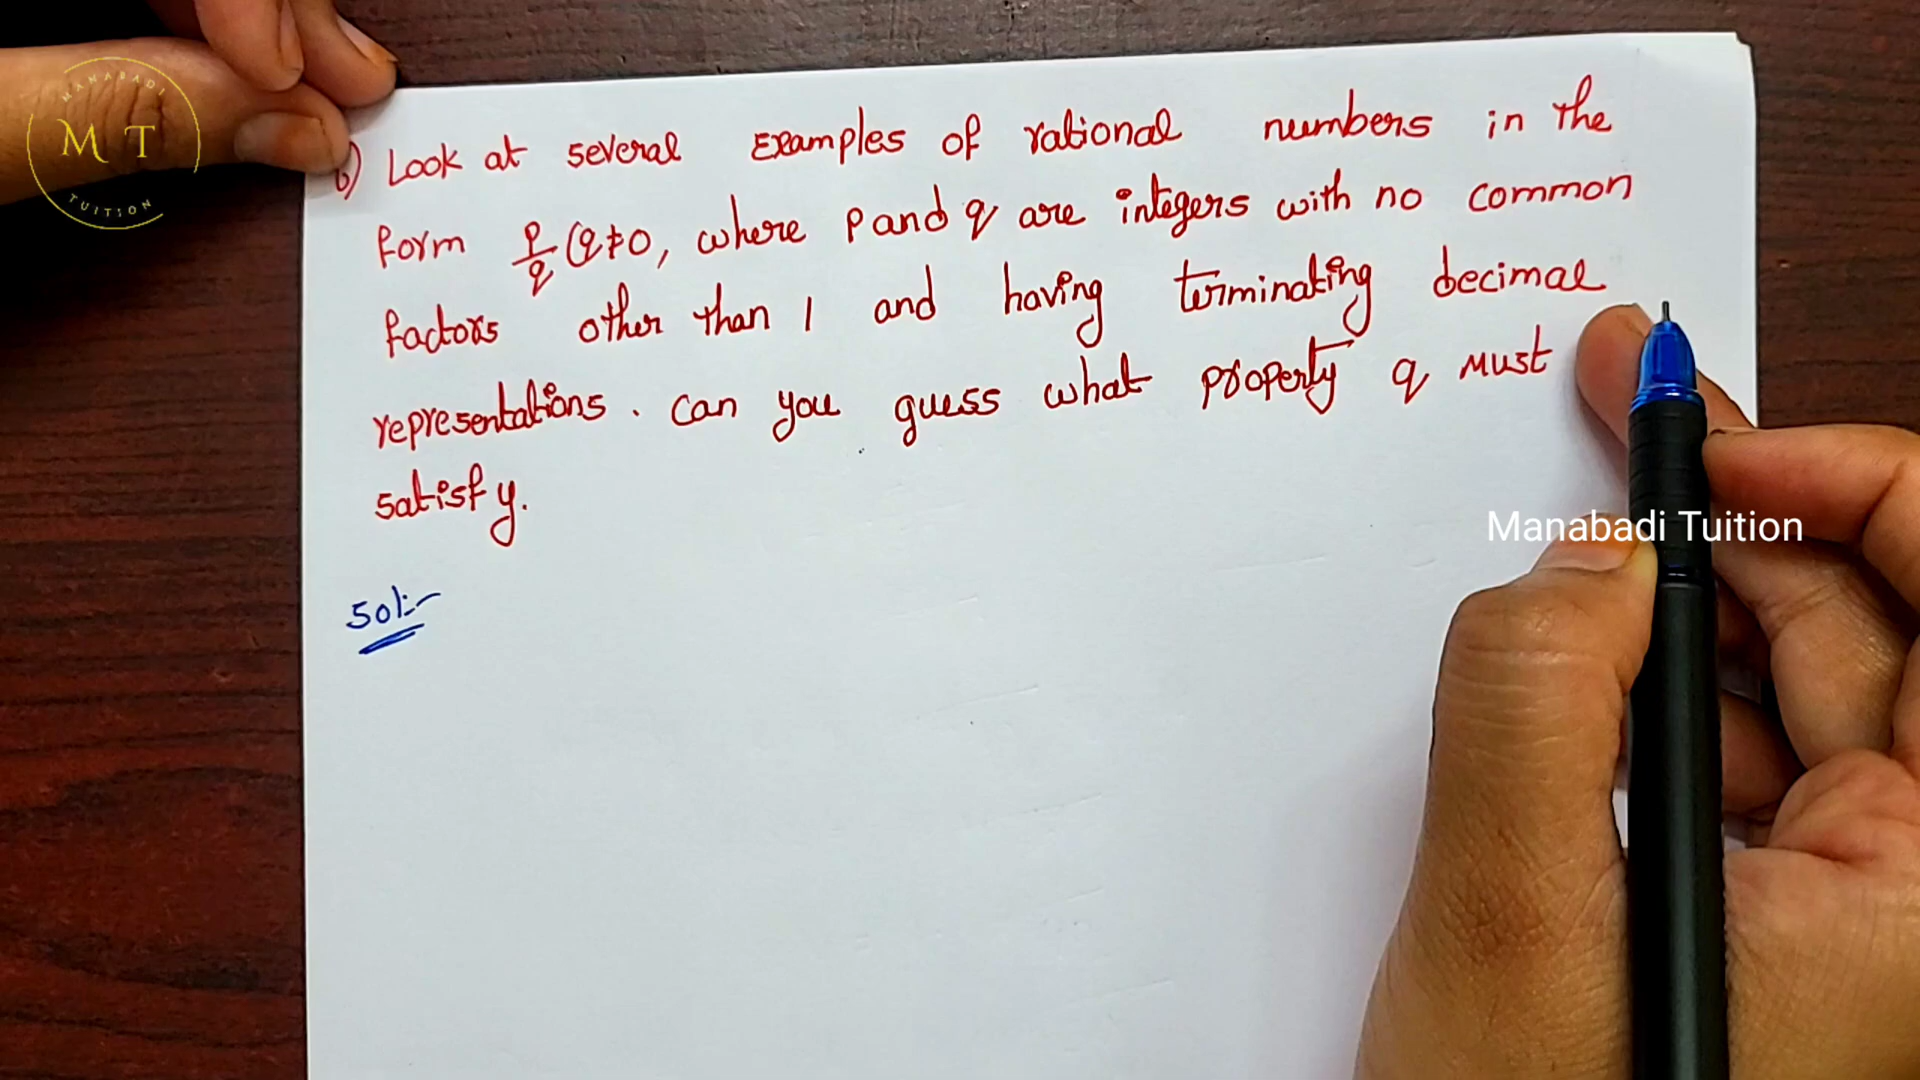 MANABADI
M T
TUITION
6) Look at several Examples of rational numbers in the
form p/q (q≠0, where p and q are integers with no common
factors other than 1 and having terminating decimal
representations. can you guess what property q must
satisfy.
Manabadi Tuition
Sol:-